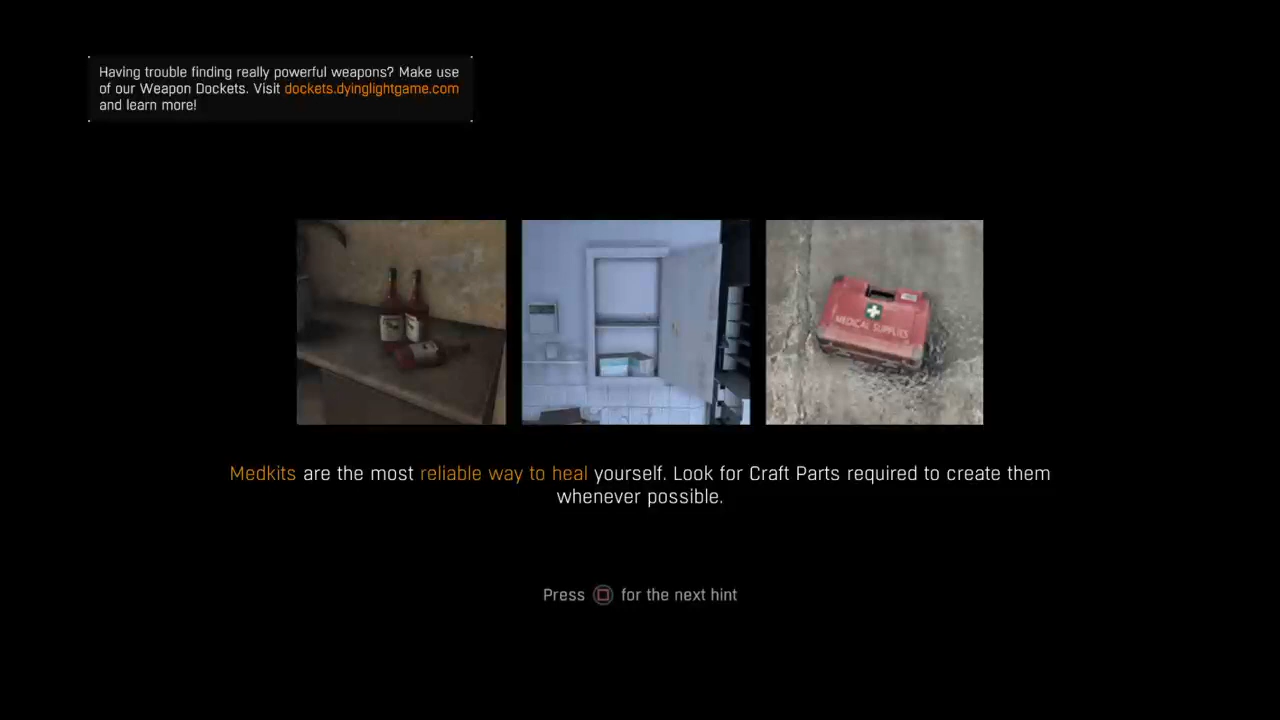 Having trouble finding really powerful weapons? Make use
of our Weapon Dockets. Visit dockets.dyinglightgame.com
and learn more!
MEDICAL SUPPLIES
Medkits are the most reliable way to heal yourself. Look for Craft Parts required to create them
whenever possible.
Press for the next hint